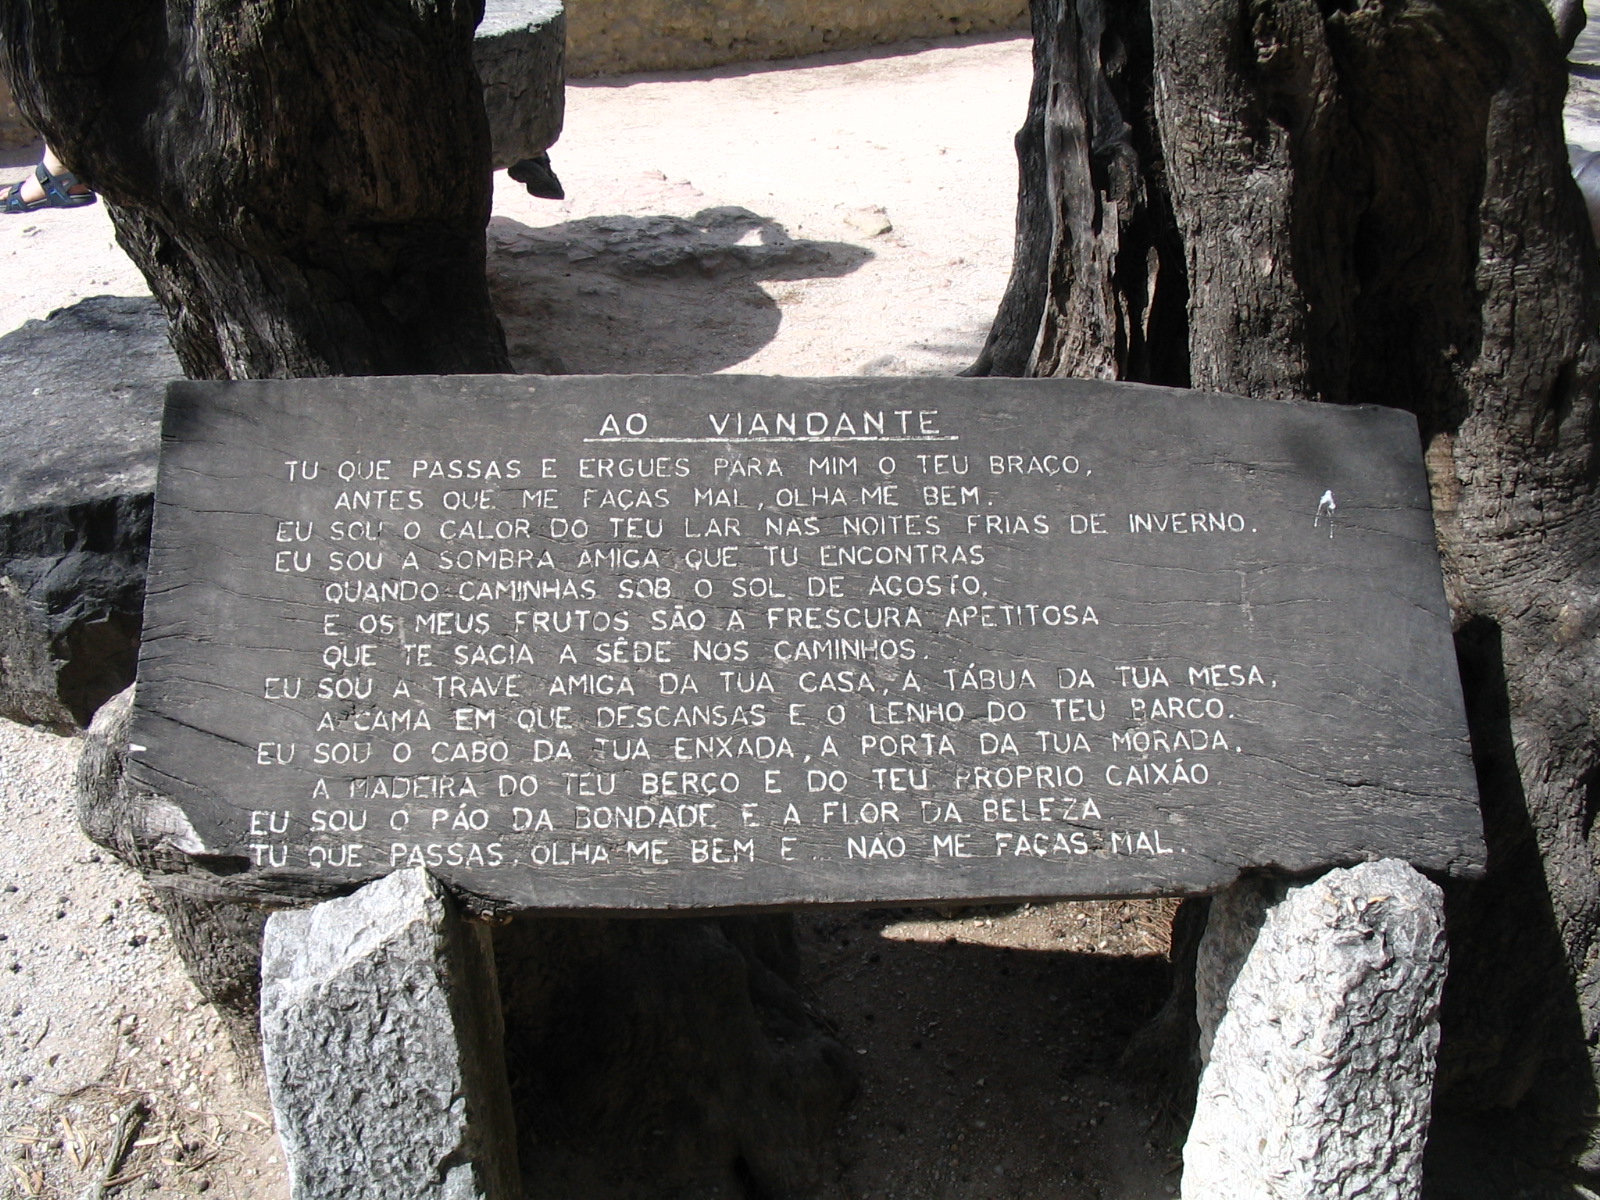 AO VIANDANTE
TU QUE PASSAS E ERGUES PARA MIM O TEU BRAÇO,
ANTES QUE ME FAÇAS MAL, OLHA-ME BEM.
EU SOU O CALOR DO TEU LAR NAS NOITES FRIAS DE INVERNO.
EU SOU A SOMBRA AMIGA QUE TU ENCONTRAS
QUANDO CAMINHAS SOB O SOL DE AGOSTO,
E OS MEUS FRUTOS SÃO A FRESCURA APETITOSA
QUE TE SACIA A SÊDE NOS CAMINHOS.
EU SOU A TRAVE AMIGA DA TUA CASA, A TÁBUA DA TUA MESA,
A CAMA EM QUE DESCANSAS E O LENHO DO TEU BARCO.
EU SOU O CABO DA TUA ENXADA, A PORTA DA TUA MORADA.
A MADEIRA DO TEU BERÇO E DO TEU PROPRIO CAIXÃO.
EU SOU O PÃO DA BONDADE E A FLOR DA BELEZA.
TU QUE PASSAS, OLHA-ME BEM E... NÃO ME FAÇAS MAL.